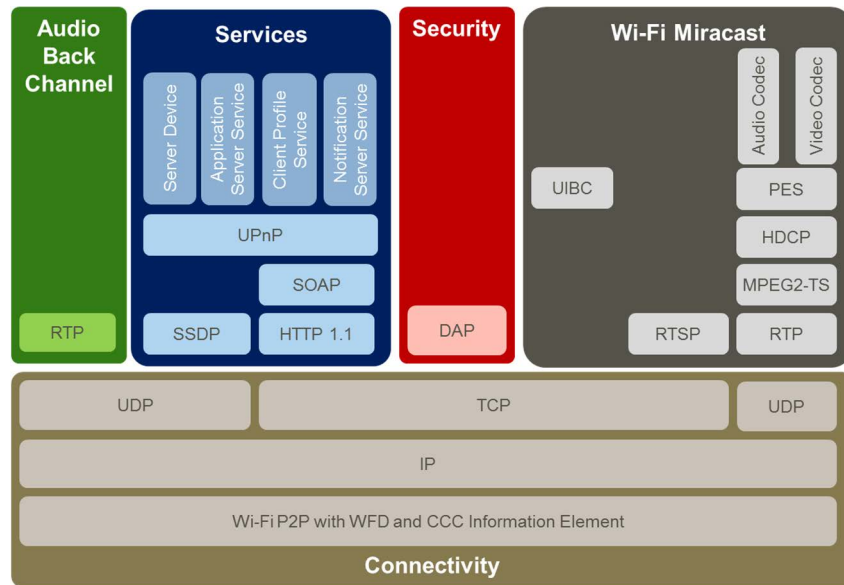 Audio
Back
Channel
RTP
Services
Server Device
Application
Server Service
Client Profile
Service
Notification
Server Service
UPnP
SOAP
SSDP
HTTP 1.1
Security
DAP
Wi-Fi Miracast
Audio Codec
Video Codec
UIBC
PES
HDCP
MPEG2-TS
RTSP
RTP
UDP
TCP
UDP
IP
Wi-Fi P2P with WFD and CCC Information Element
Connectivity